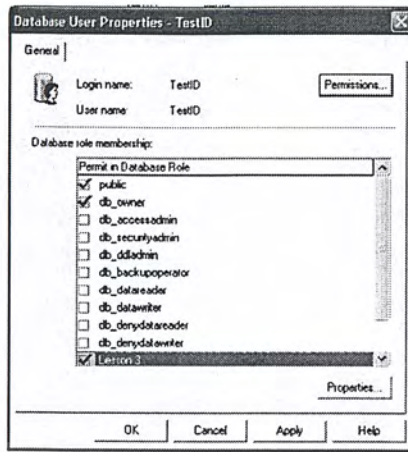 Database User Properties - TestID
General
Login name: TestID
Permissions...
User name: TestID
Database role membership:
Permit in Database Role
public
db_owner
db_accessadmin
db_securityadmin
db_ddladmin
db_backupoperator
db_datareader
db_datawriter
db_denydatareader
db_denydatawriter
Lesson 3
Properties...
OK Cancel Apply Help